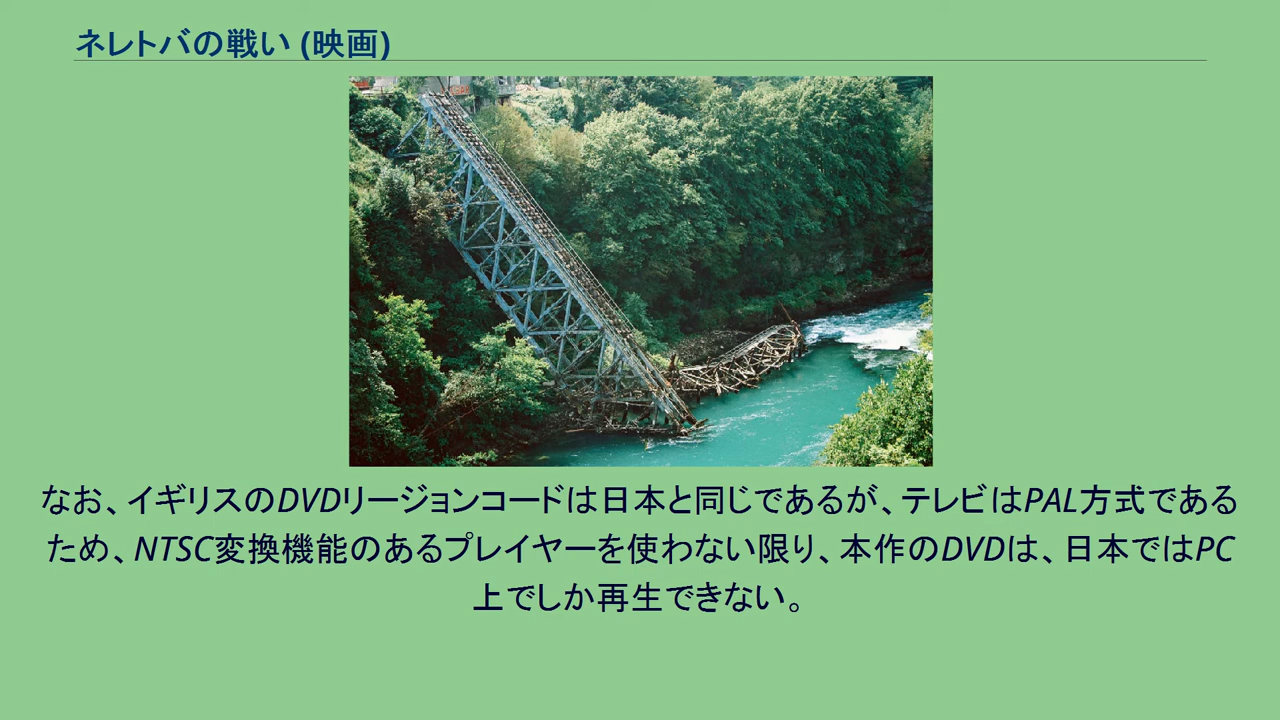 ネレトバの戦い (映画)
なお、イギリスのDVDリージョンコードは日本と同じであるが、テレビはPAL方式である
ため、NTSC変換機能のあるプレイヤーを使わない限り、本作のDVDは、日本ではPC
上でしか再生できない。